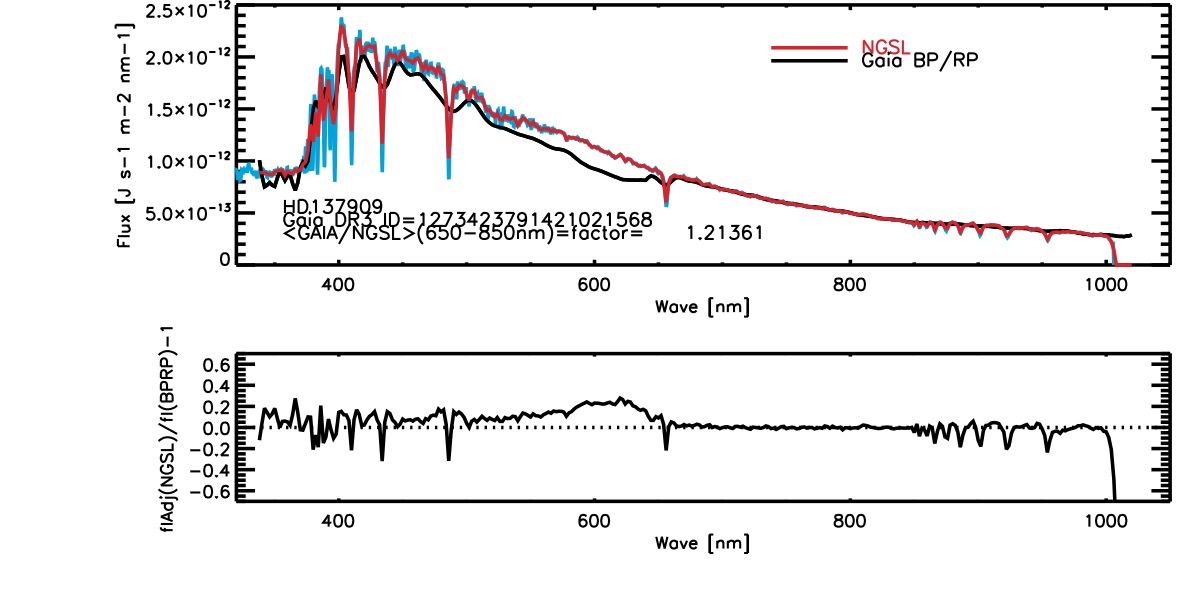 2.5×10−12
2.0×10−12
1.5×10−12
1.0×10−12
5.0×10−13
0
Flux [J s−1 m−2 nm−1]
NGSL
Gaia BP/RP
HD137909
Gaia DR3 ID=1273423791421021568
<GAIA/NGSL>(650−850nm)=factor= 1.21361
400 600 800 1000
Wave [nm]
flAdj(NGSL)/fl(BPRP)−1
0.6
0.4
0.2
0.0
−0.2
−0.4
−0.6
400 600 800 1000
Wave [nm]